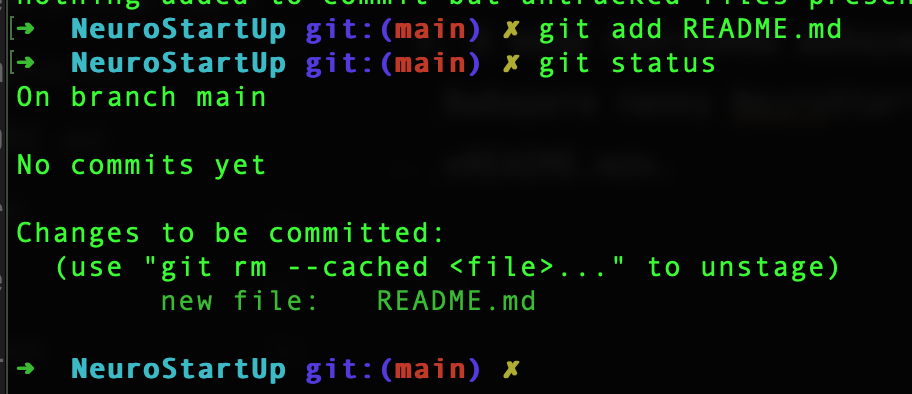 nothing added to commit but untracked files presen
[➜  NeuroStartUp git:(main) ✗ git add README.md
[➜  NeuroStartUp git:(main) ✗ git status
On branch main
No commits yet
Changes to be committed:
  (use "git rm --cached <file>..." to unstage)
        new file:   README.md
➜  NeuroStartUp git:(main) ✗